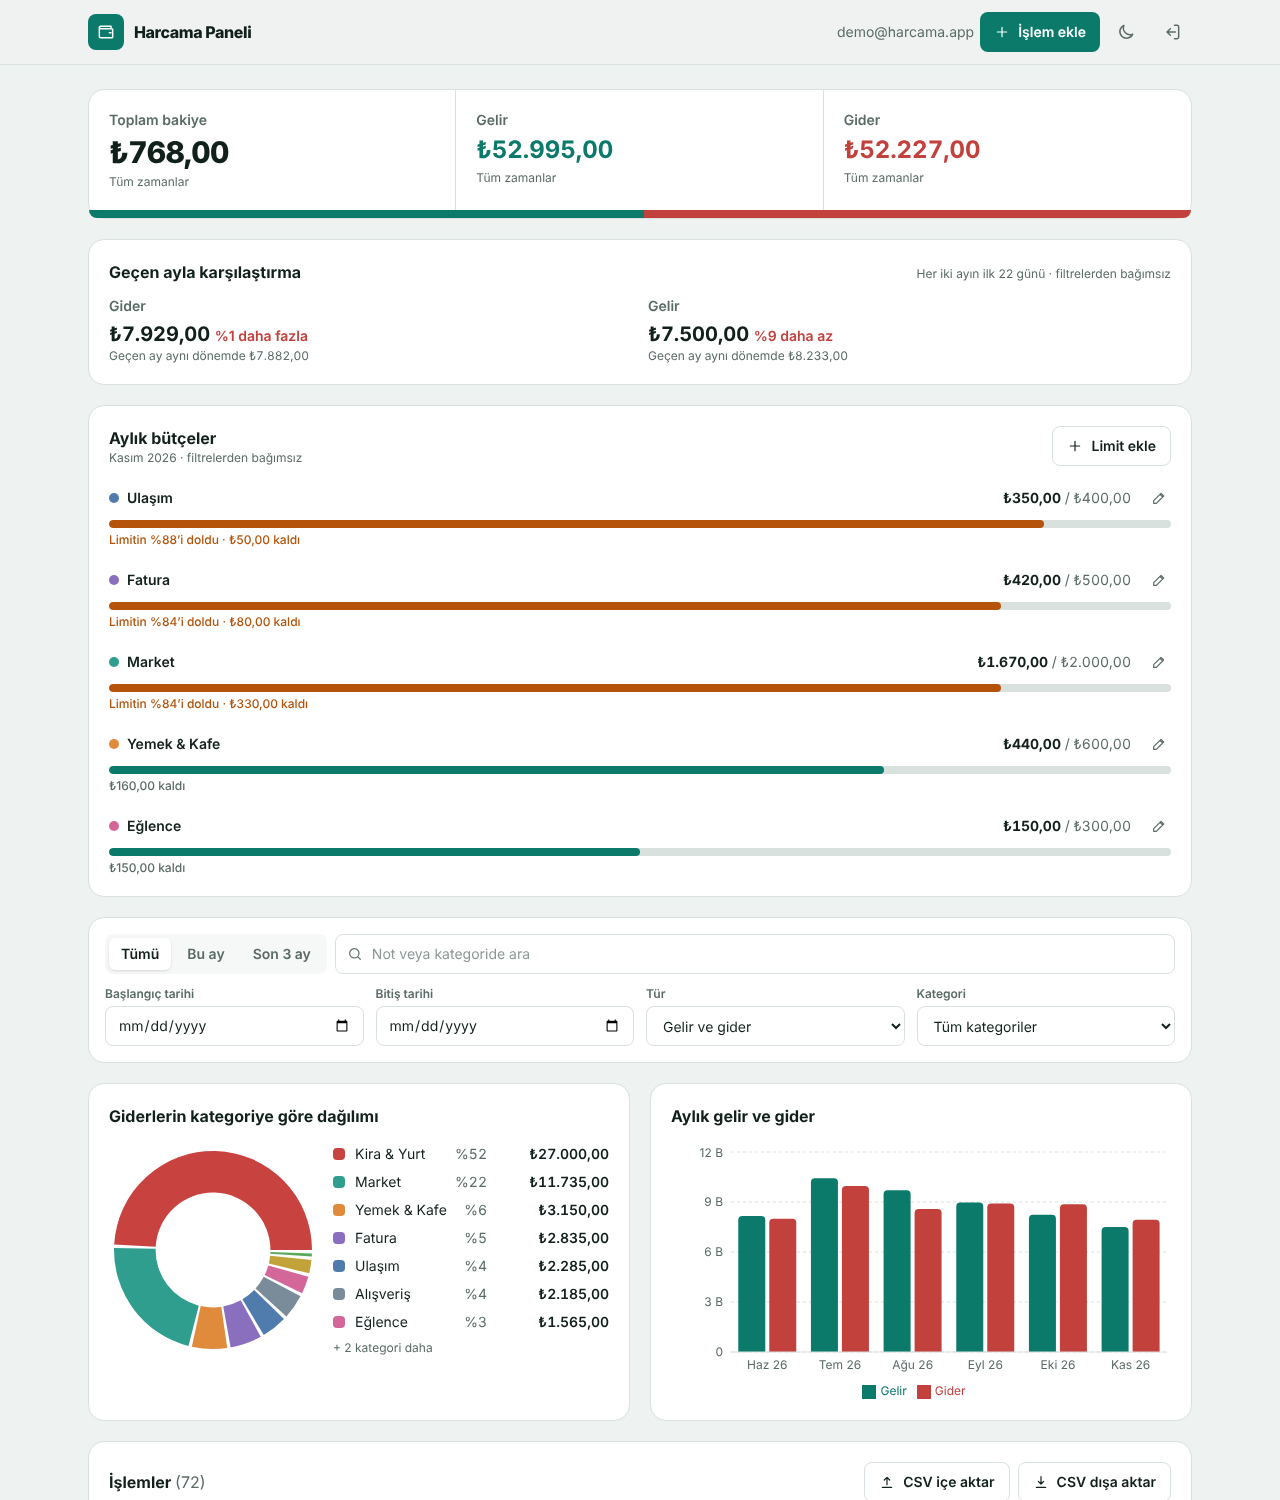 Harcama Paneli
demo@harcama.app
İşlem ekle
Toplam bakiye
₺768,00
Tüm zamanlar
Gelir
₺52.995,00
Tüm zamanlar
Gider
₺52.227,00
Tüm zamanlar
Geçen ayla karşılaştırma
Her iki ayın ilk 22 günü · filtrelerden bağımsız
Gider
₺7.929,00 %1 daha fazla
Geçen ay aynı dönemde ₺7.882,00
Gelir
₺7.500,00 %9 daha az
Geçen ay aynı dönemde ₺8.233,00
Aylık bütçeler
Kasım 2026 · filtrelerden bağımsız
Limit ekle
Ulaşım
₺350,00 / ₺400,00
Limitin %88’i doldu · ₺50,00 kaldı
Fatura
₺420,00 / ₺500,00
Limitin %84’i doldu · ₺80,00 kaldı
Market
₺1.670,00 / ₺2.000,00
Limitin %84’i doldu · ₺330,00 kaldı
Yemek & Kafe
₺440,00 / ₺600,00
₺160,00 kaldı
Eğlence
₺150,00 / ₺300,00
₺150,00 kaldı
Tümü
Bu ay
Son 3 ay
Not veya kategoride ara
Başlangıç tarihi
mm/dd/yyyy
Bitiş tarihi
mm/dd/yyyy
Tür
Gelir ve gider
Kategori
Tüm kategoriler
Giderlerin kategoriye göre dağılımı
Kira & Yurt %52 ₺27.000,00
Market %22 ₺11.735,00
Yemek & Kafe %6 ₺3.150,00
Fatura %5 ₺2.835,00
Ulaşım %4 ₺2.285,00
Alışveriş %4 ₺2.185,00
Eğlence %3 ₺1.565,00
+ 2 kategori daha
Aylık gelir ve gider
12 B
9 B
6 B
3 B
0
Haz 26 Tem 26 Ağu 26 Eyl 26 Eki 26 Kas 26
Gelir Gider
İşlemler (72)
CSV içe aktar
CSV dışa aktar